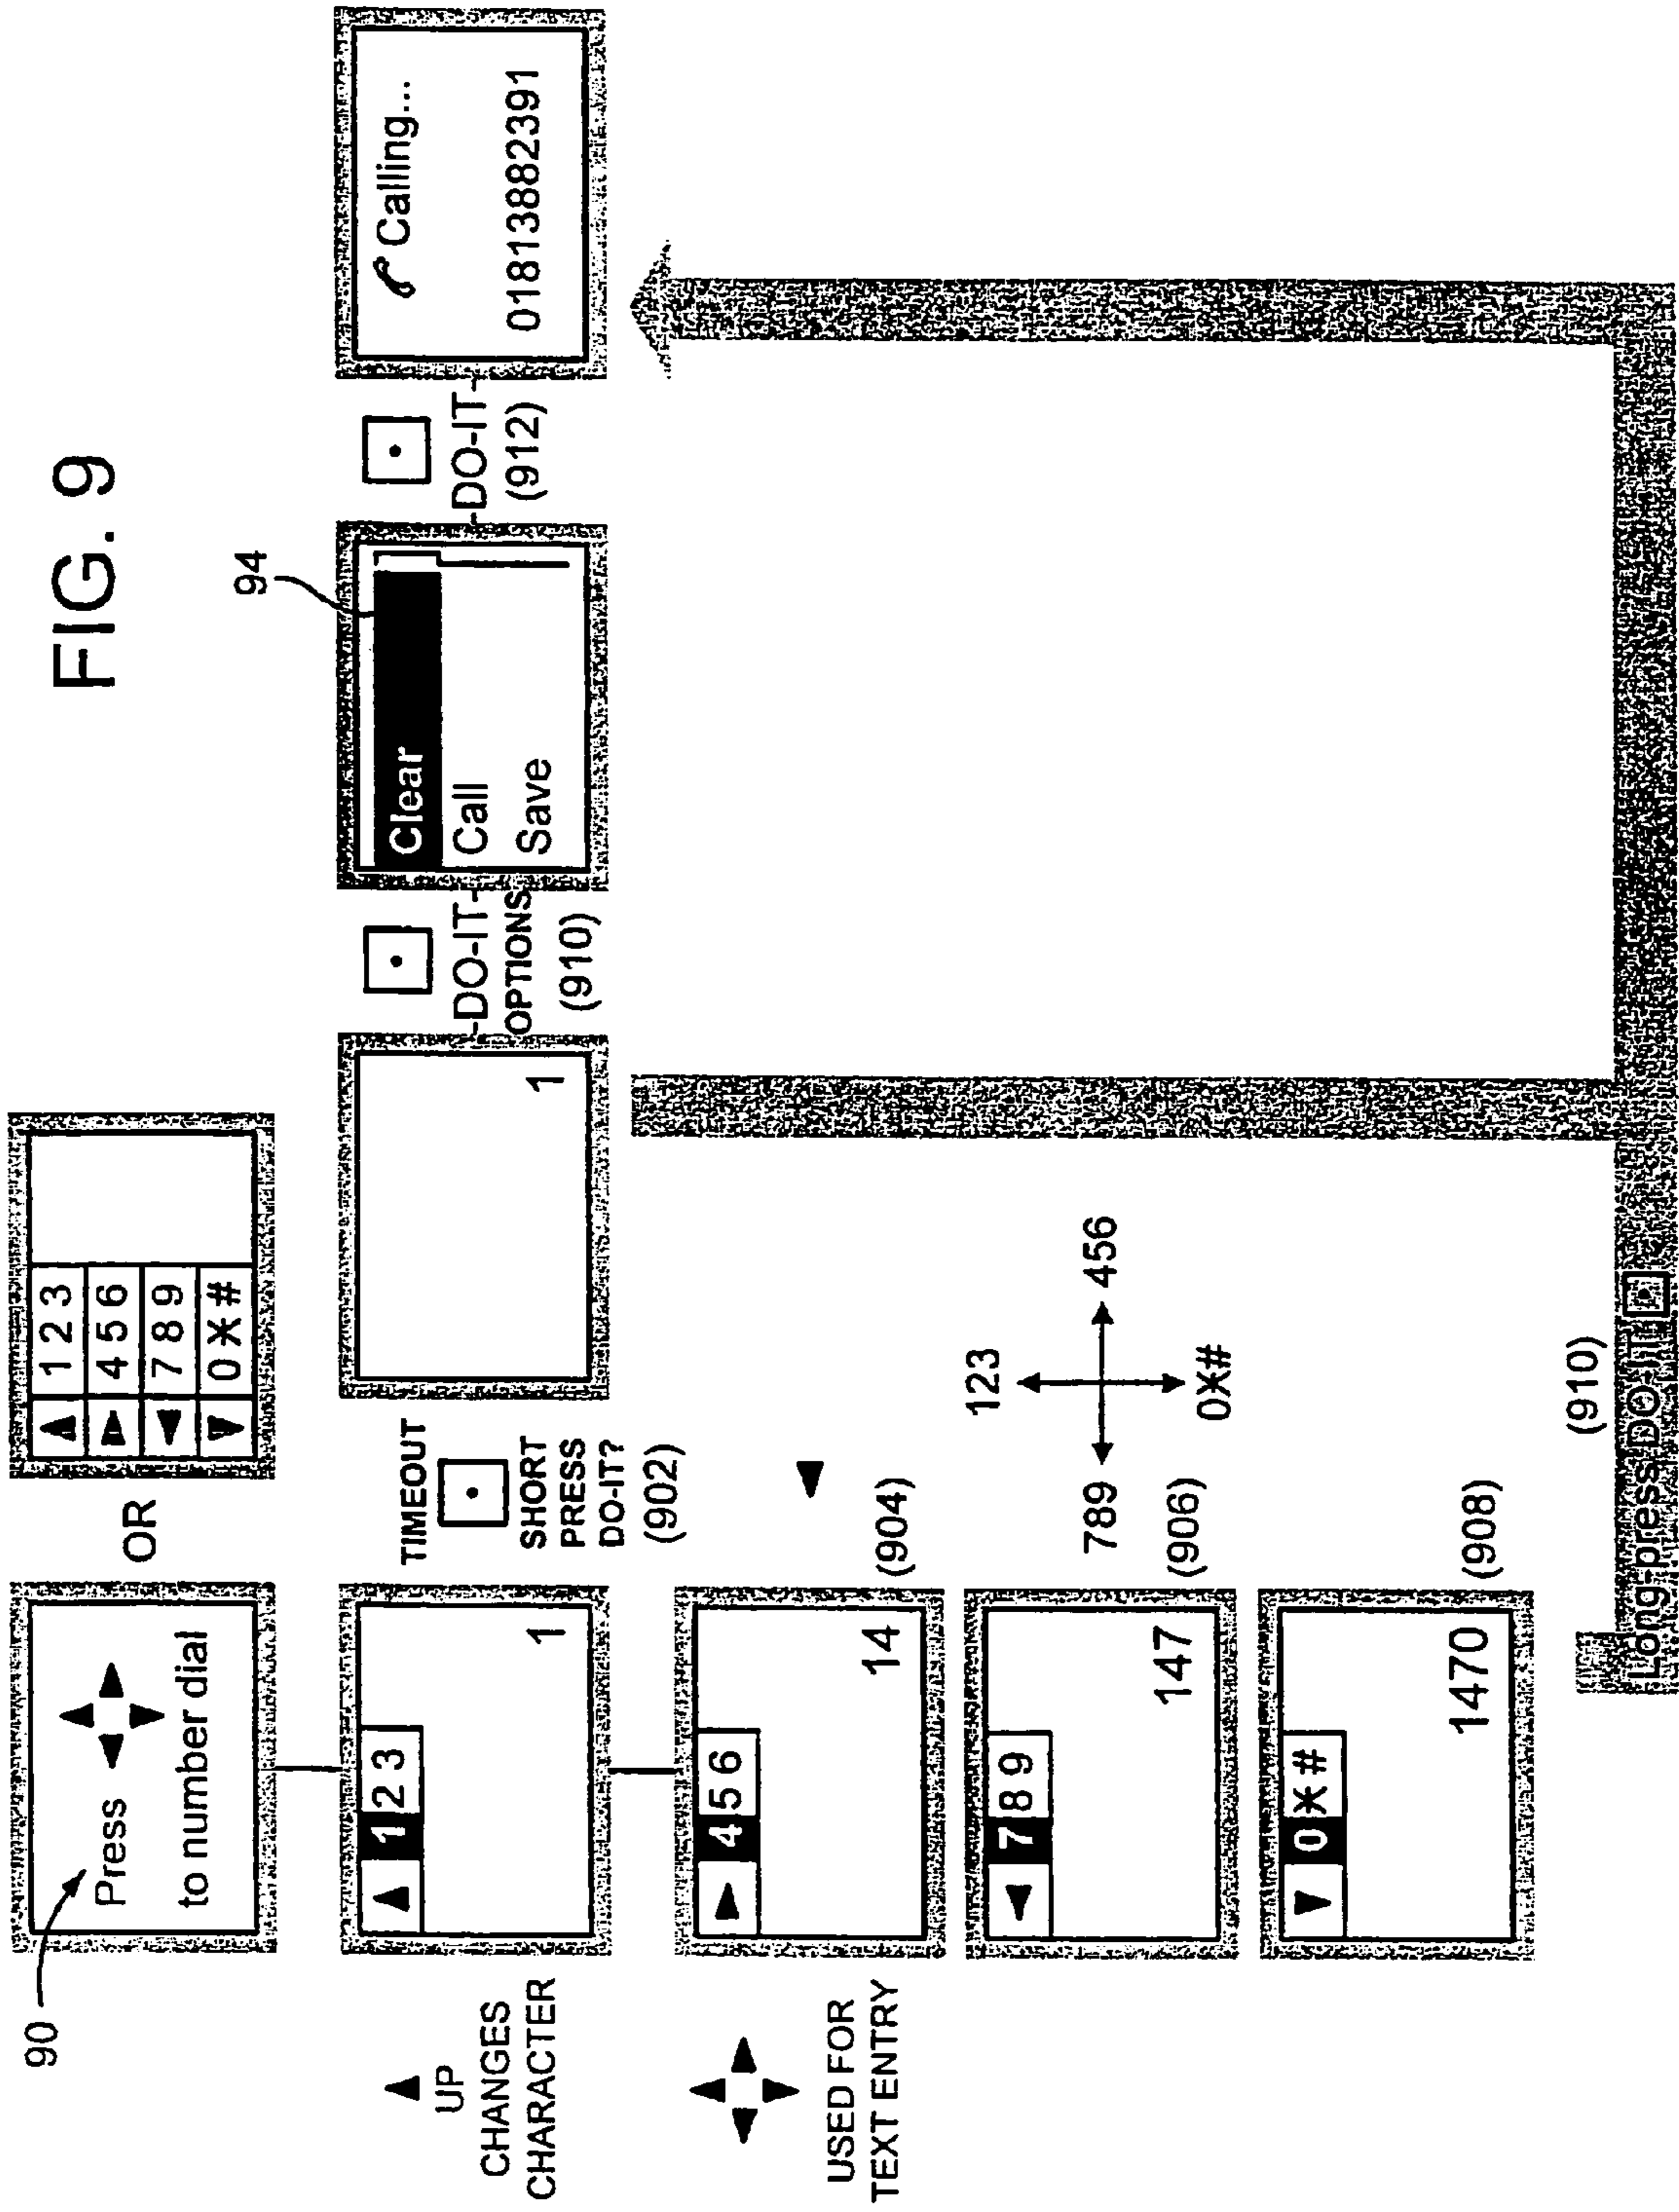 FIG. 9
90
Press
to number dial
OR
1 2 3
4 5 6
7 8 9
0 * #
UP
CHANGES
CHARACTER
1 2 3
1
TIMEOUT
SHORT
PRESS
DO-IT?
(902)
1
DO-IT
OPTIONS
(910)
94
Clear
Call
Save
DO-IT
(912)
Calling...
01813882391
USED FOR
TEXT ENTRY
4 5 6
14
(904)
7 8 9
147
(906)
123
789
456
0*#
0 * #
1470
(908)
(910)
Long press DO-IT